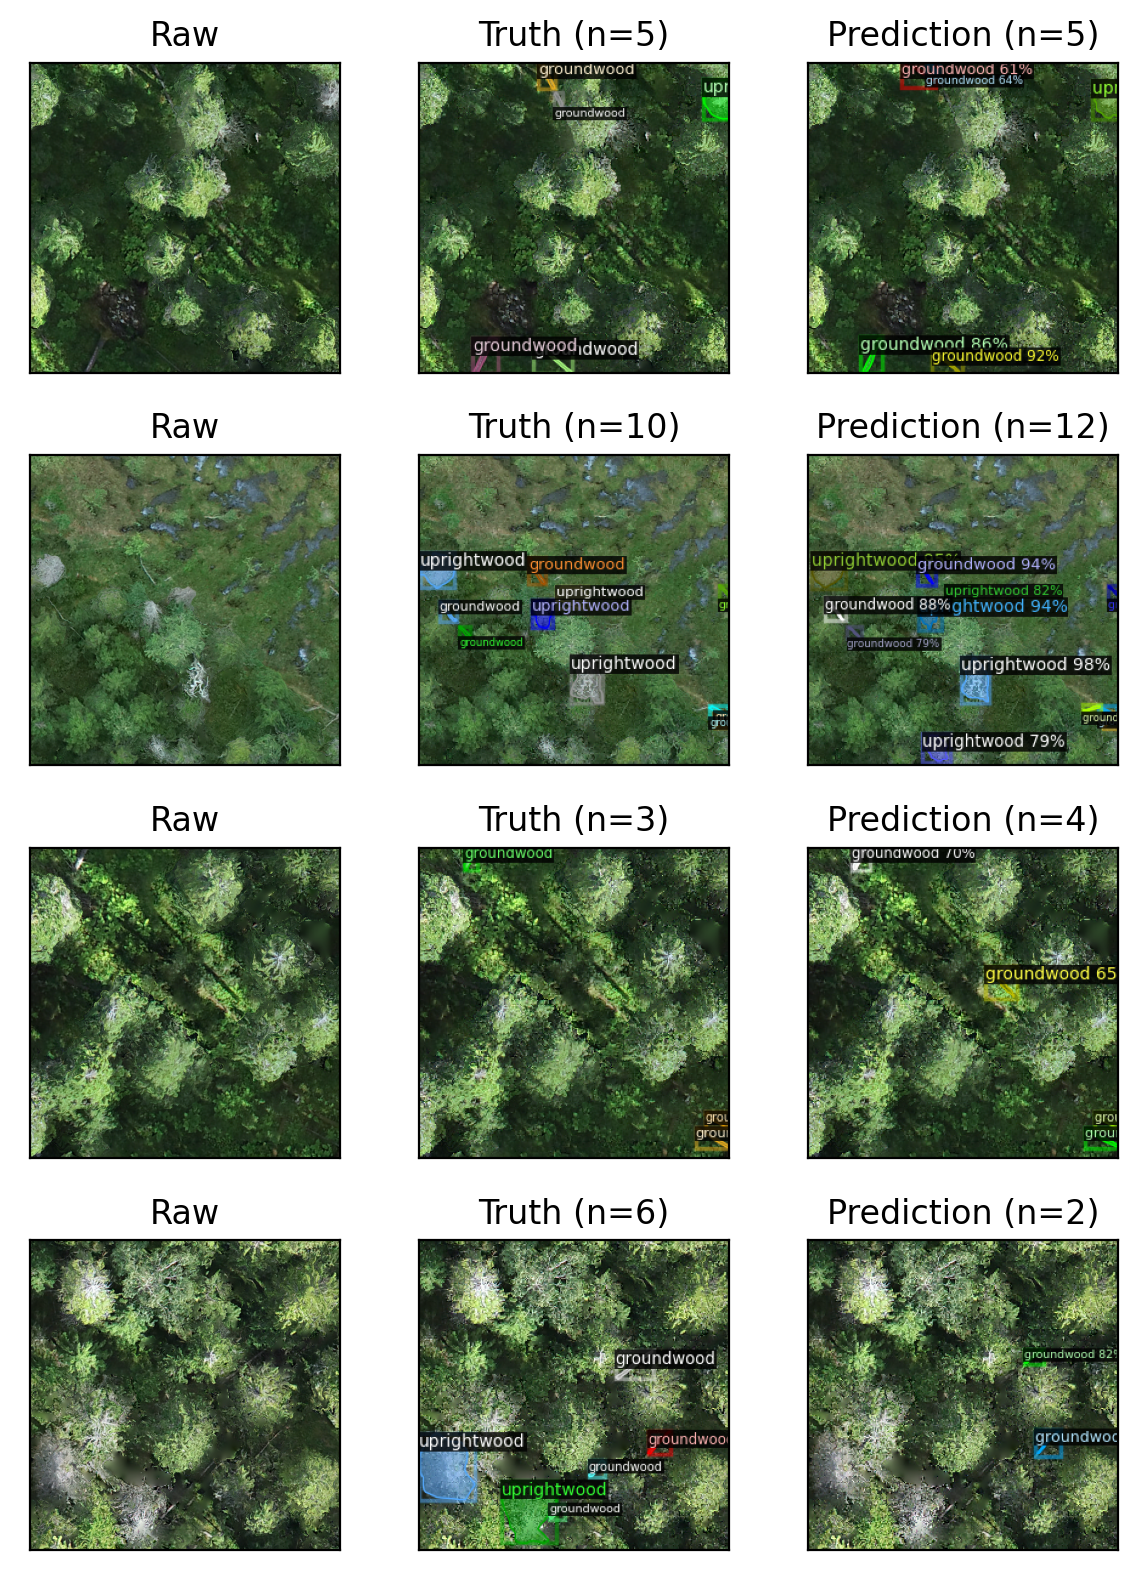 Raw
Truth (n=5)
Prediction (n=5)
groundwood
groundwood
groundwood
groundwood 61%
groundwood 64%
groundwood 86%
groundwood 92%
Raw
Truth (n=10)
Prediction (n=12)
uprightwood
groundwood
uprightwood
groundwood
uprightwood
groundwood
uprightwood
uprightwood
groundwood 94%
uprightwood 82%
groundwood 88%
ghtwood 94%
groundwood 79%
uprightwood 98%
uprightwood 79%
Raw
Truth (n=3)
Prediction (n=4)
groundwood
groundwood 70%
groundwood 65
Raw
Truth (n=6)
Prediction (n=2)
groundwood
groundwood
uprightwood
groundwood
uprightwood
groundwood
groundwood 82%
groundwood